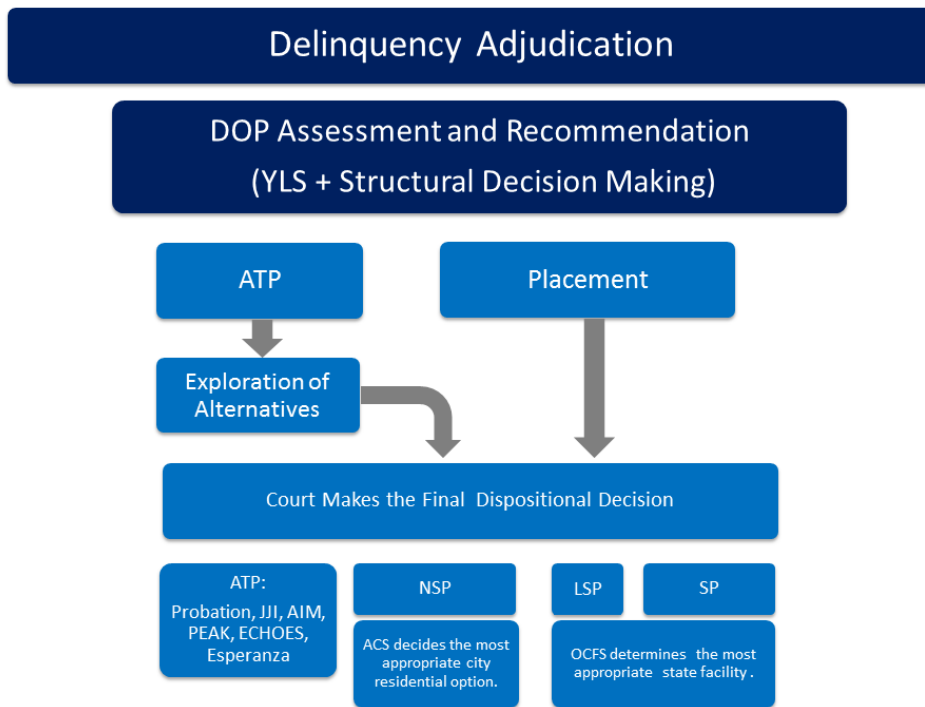 Delinquency Adjudication
DOP Assessment and Recommendation
(YLS + Structural Decision Making)
ATP
Placement
Exploration of
Alternatives
Court Makes the Final Dispositional Decision
ATP:
Probation, JJI, AIM,
PEAK, ECHOES,
Esperanza
NSP
ACS decides the most
appropriate city
residential option.
LSP
SP
OCFS determines the most
appropriate state facility .